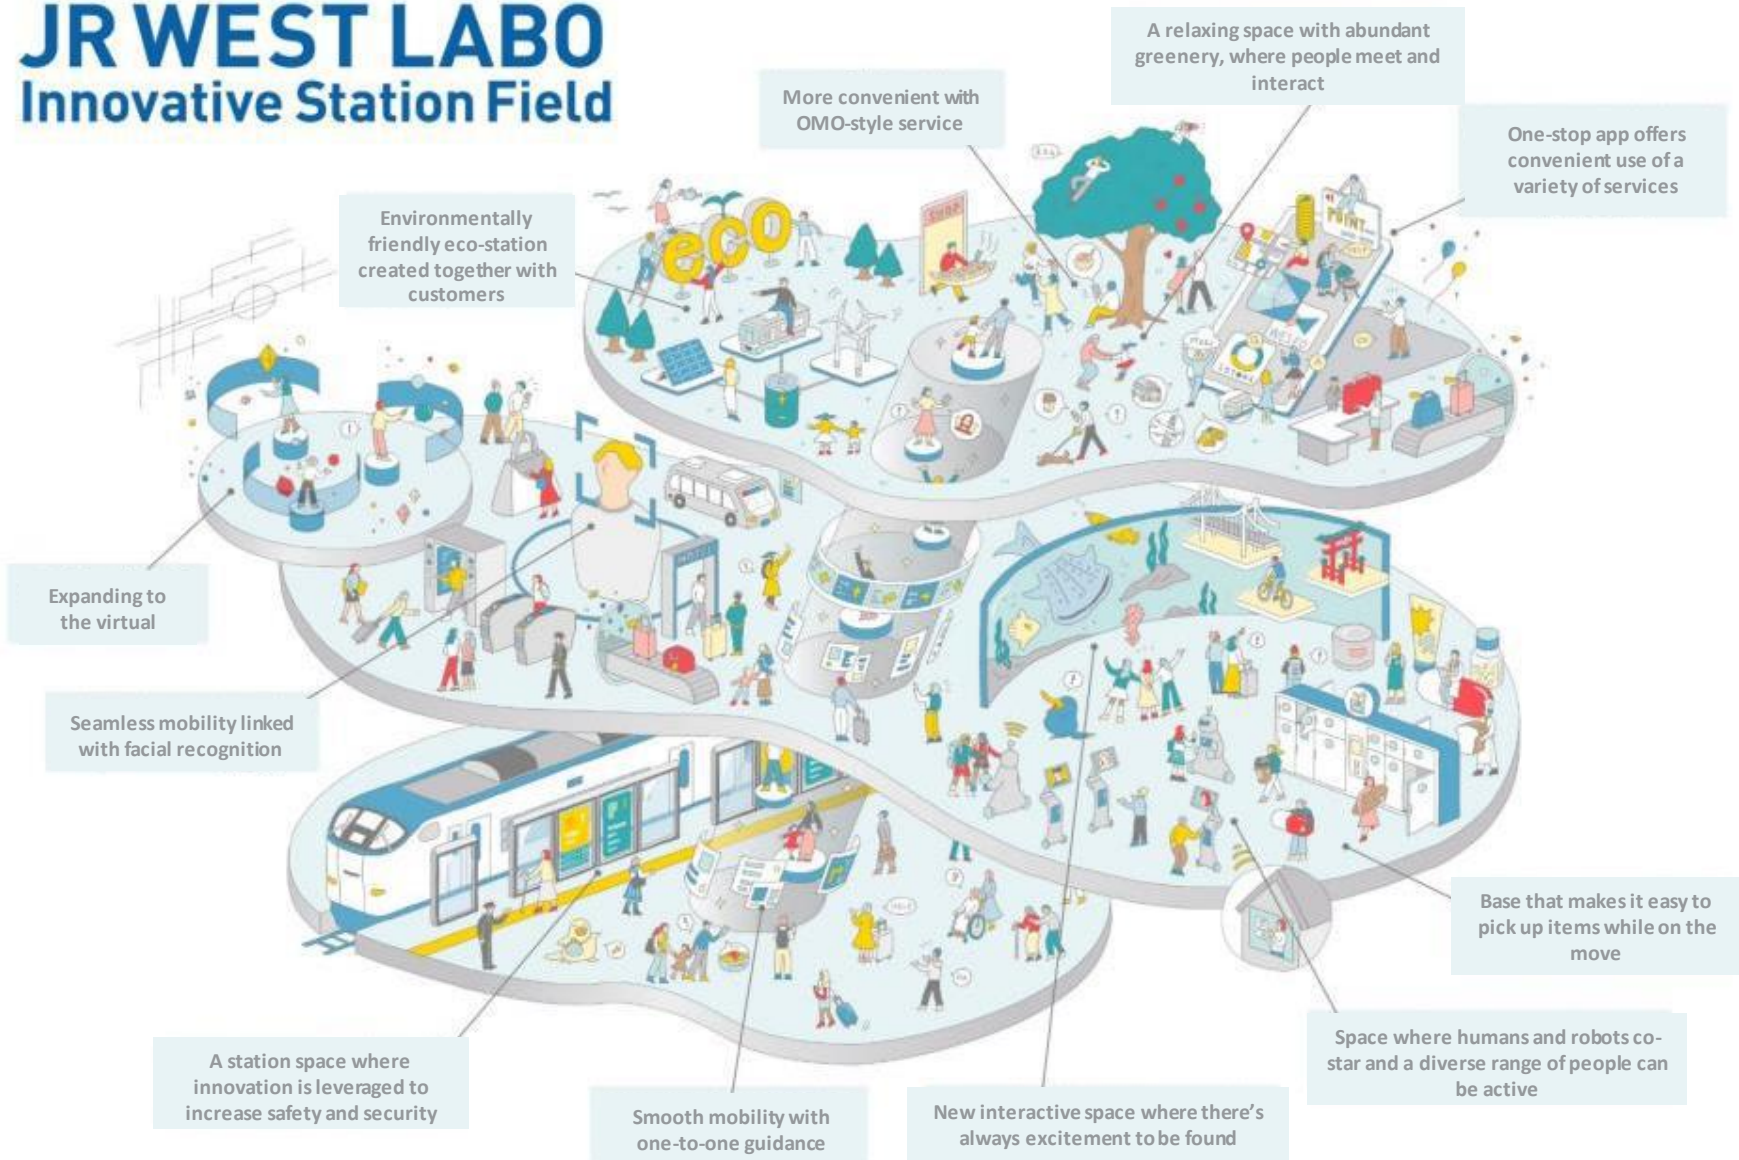 JR WEST LABO
Innovative Station Field
A relaxing space with abundant
greenery, where people meet and
interact
More convenient with
OMO-style service
One-stop app offers
convenient use of a
variety of services
Environmentally
friendly eco-station
created together with
customers
eco
SHOP
POINT
STORE
HOTEL
Expanding to
the virtual
Seamless mobility linked
with facial recognition
Base that makes it easy to
pick up items while on the
move
A station space where
innovation is leveraged to
increase safety and security
Smooth mobility with
one-to-one guidance
New interactive space where there's
always excitement to be found
Space where humans and robots co-
star and a diverse range of people can
be active